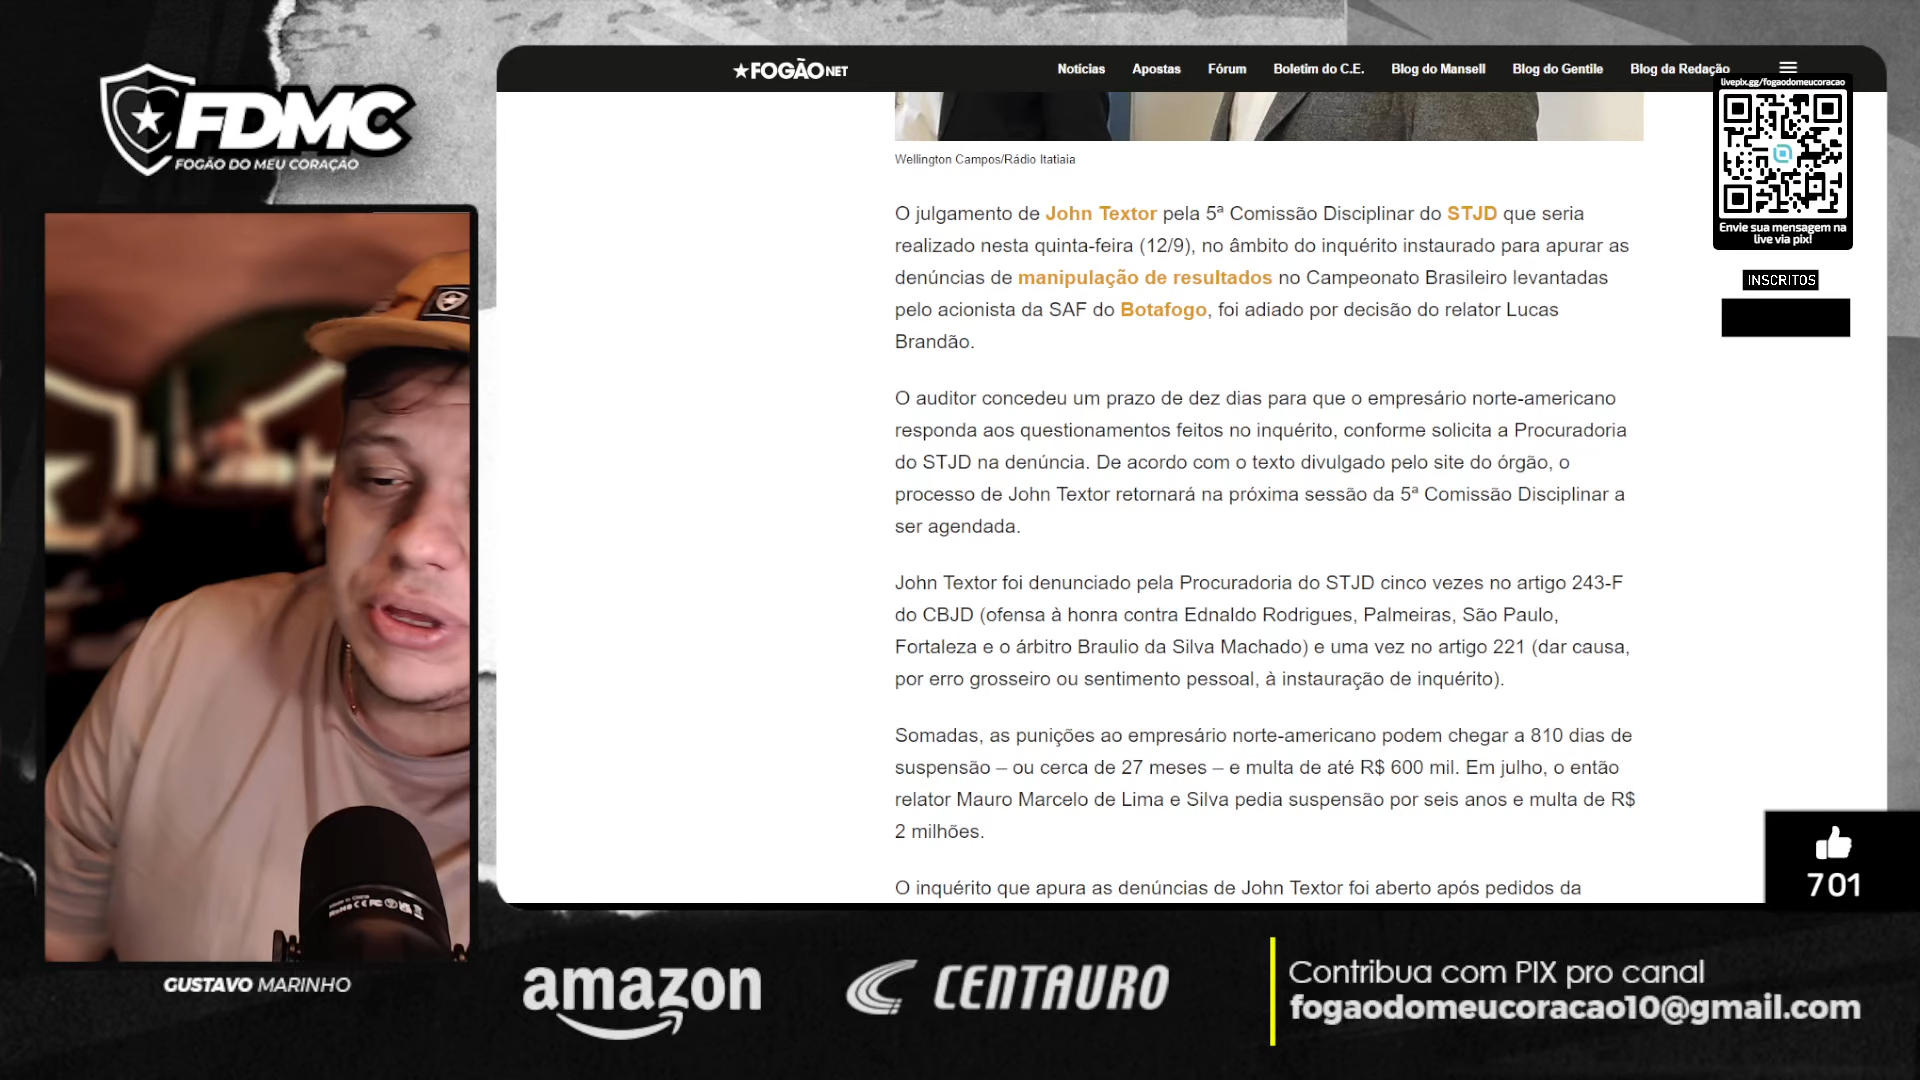 FDMC
FOGÃO DO MEU CORAÇÃO
FOGÃONET
Notícias Apostas Fórum Boletim do C.E. Blog do Mansell Blog do Gentile Blog da Redação
livepix.gg/fogaodomeucoracao
Envie sua mensagem na
live via pix!
INSCRITOS
Wellington Campos/Rádio Itatiaia
O julgamento de John Textor pela 5ª Comissão Disciplinar do STJD que seria
realizado nesta quinta-feira (12/9), no âmbito do inquérito instaurado para apurar as
denúncias de manipulação de resultados no Campeonato Brasileiro levantadas
pelo acionista da SAF do Botafogo, foi adiado por decisão do relator Lucas
Brandão.
O auditor concedeu um prazo de dez dias para que o empresário norte-americano
responda aos questionamentos feitos no inquérito, conforme solicita a Procuradoria
do STJD na denúncia. De acordo com o texto divulgado pelo site do órgão, o
processo de John Textor retornará na próxima sessão da 5ª Comissão Disciplinar a
ser agendada.
John Textor foi denunciado pela Procuradoria do STJD cinco vezes no artigo 243-F
do CBJD (ofensa à honra contra Ednaldo Rodrigues, Palmeiras, São Paulo,
Fortaleza e o árbitro Braulio da Silva Machado) e uma vez no artigo 221 (dar causa,
por erro grosseiro ou sentimento pessoal, à instauração de inquérito).
Somadas, as punições ao empresário norte-americano podem chegar a 810 dias de
suspensão – ou cerca de 27 meses – e multa de até R$ 600 mil. Em julho, o então
relator Mauro Marcelo de Lima e Silva pedia suspensão por seis anos e multa de R$
2 milhões.
O inquérito que apura as denúncias de John Textor foi aberto após pedidos da
701
GUSTAVO MARINHO
amazon
CENTAURO
Contribua com PIX pro canal
fogaodomeucoracao10@gmail.com